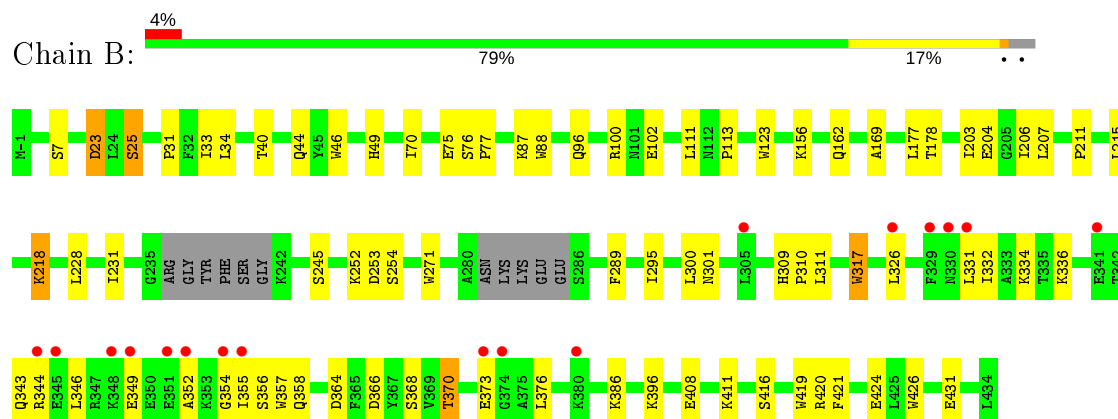 4%
Chain B:
79% 17% • •
M-1 S7 D23 L24 S25 P31 F32 I33 L34 T40 Q44 Y45 W46 H49 I70 E75 S76 P77 K87 W88 Q96 R100 N101 E102 L111 N112 P113 W123 K156 Q162 A169 L177 T178 I203 E204 G205 I206 L207 P211 L215
K218 L228 I231 G235 ARG GLY TYR PHE SER GLY K242 S245 K252 D253 S254 W271 A280 ASN LYS LYS GLU GLU S286 F289 I295 L300 N301 L305 H309 P310 L311 W317 L326 F329 N330 L331 I332 A333 K334 T335 K336 E341 T342
Q343 R344 E345 L346 R347 K348 E349 E350 E351 A352 K353 G354 I355 S356 W357 Q358 D364 F365 D366 Y367 S368 V369 T370 E373 G374 A375 L376 K380 K386 K396 E408 K411 S416 W419 R420 F421 E424 L425 W426 E431 L434